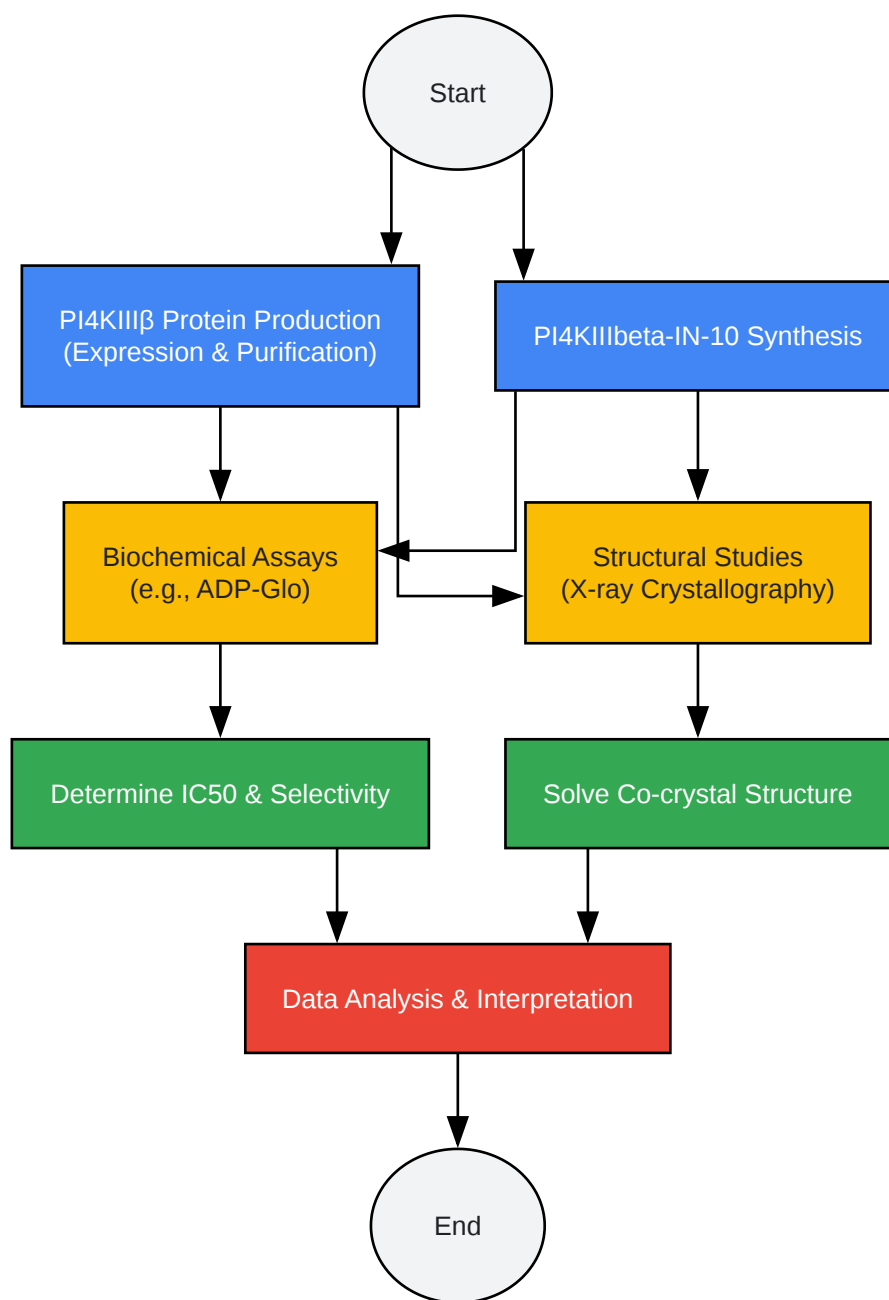 Start
PI4KIIIβ Protein Production
(Expression & Purification)
PI4KIIIbeta-IN-10 Synthesis
Biochemical Assays
(e.g., ADP-Glo)
Structural Studies
(X-ray Crystallography)
Determine IC50 & Selectivity
Solve Co-crystal Structure
Data Analysis & Interpretation
End